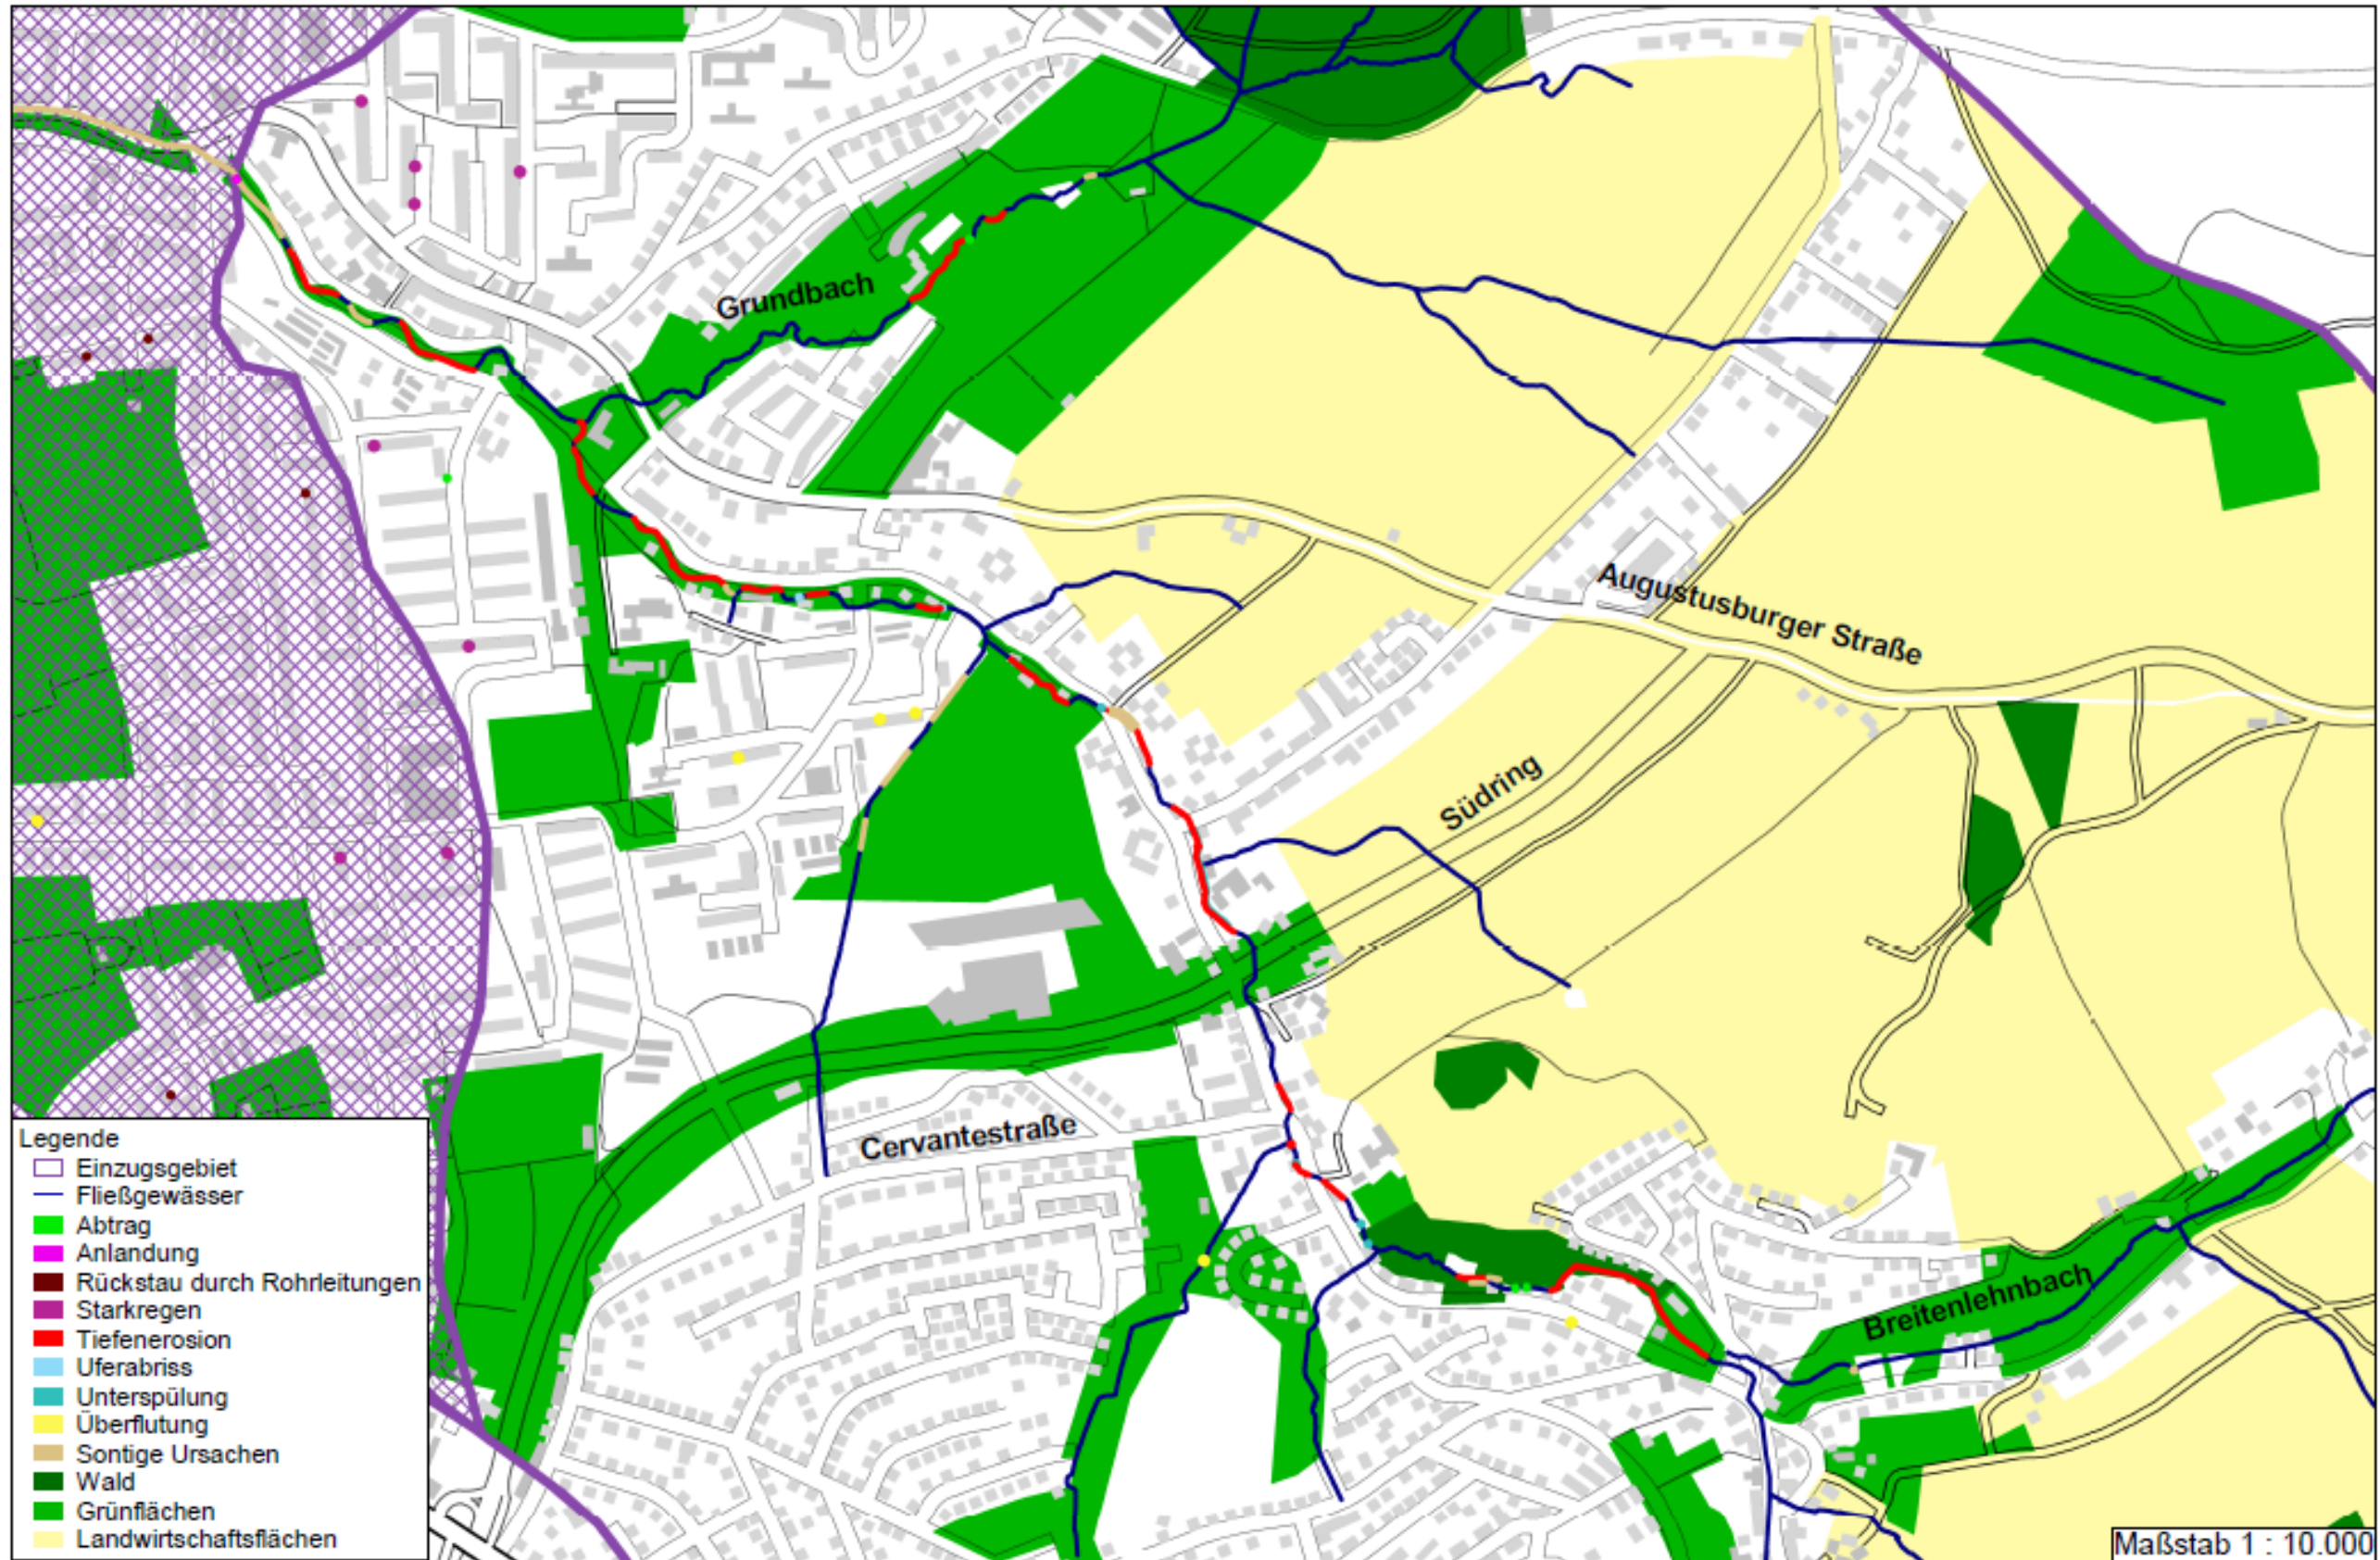 Grundbach
Augustusburger Straße
Südring
Cervantestraße
Breitenlehnbach
Legende
Einzugsgebiet
Fließgewässer
Abtrag
Anlandung
Rückstau durch Rohrleitungen
Starkregen
Tiefenerosion
Uferabriss
Unterspülung
Überflutung
Sontige Ursachen
Wald
Grünflächen
Landwirtschaftsflächen
Maßstab 1 : 10.000